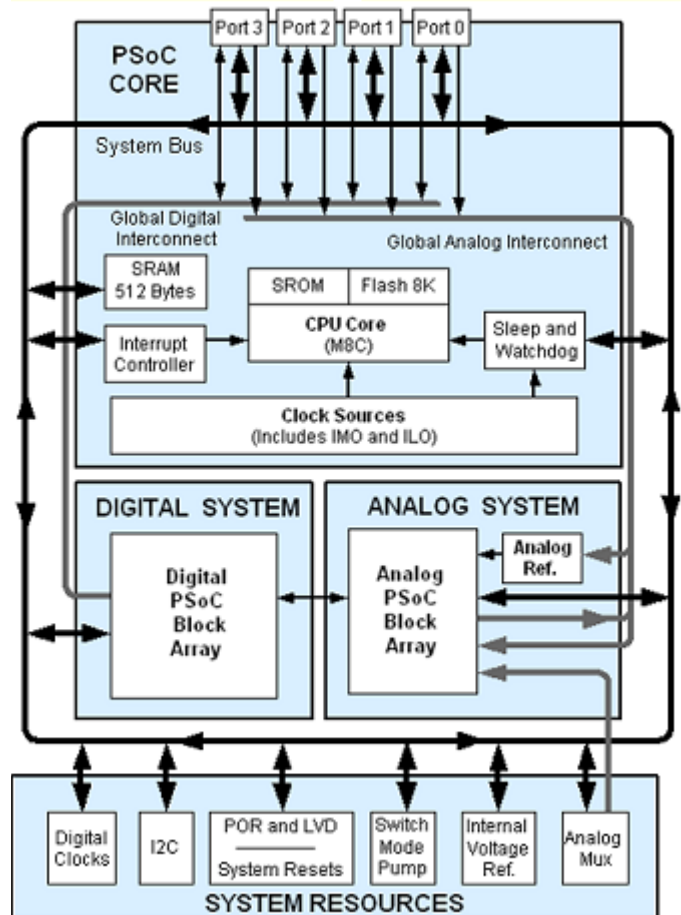 Port 3 Port 2 Port 1 Port 0
PSoC
CORE
System Bus
Global Digital
Interconnect
Global Analog Interconnect
SRAM
512 Bytes
SROM
Flash 8K
CPU Core
(M8C)
Interrupt
Controller
Sleep and
Watchdog
Clock Sources
(Includes IMO and ILO)
DIGITAL SYSTEM
ANALOG SYSTEM
Digital
PSoC
Block
Array
Analog
PSoC
Block
Array
Analog
Ref.
Digital
Clocks
I2C
POR and LVD
System Resets
Switch
Mode
Pump
Internal
Voltage
Ref.
Analog
Mux
SYSTEM RESOURCES